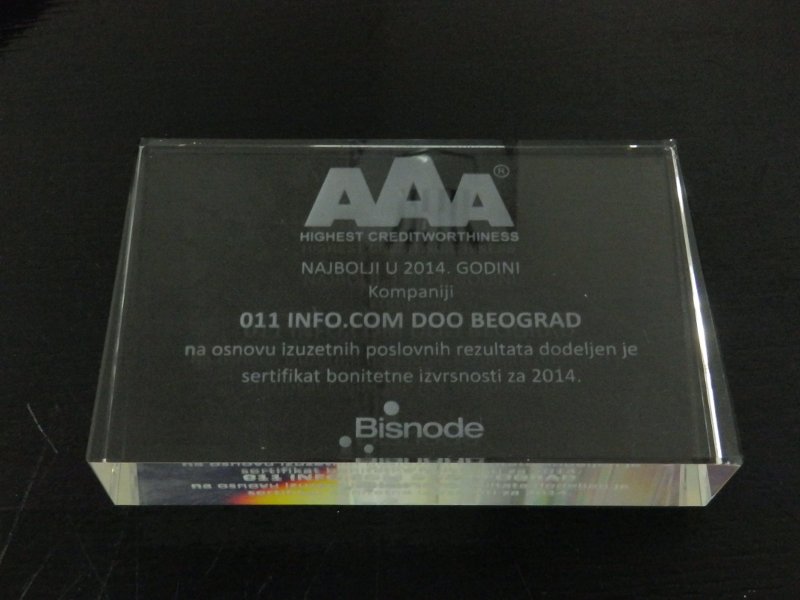 AAA®
HIGHEST CREDITWORTHINESS
NAJBOLJI U 2014. GODINI
Kompaniji
011 INFO.COM DOO BEOGRAD
na osnovu izuzetnih poslovnih rezultata dodeljen je
sertifikat bonitetne izvrsnosti za 2014.
Bisnode